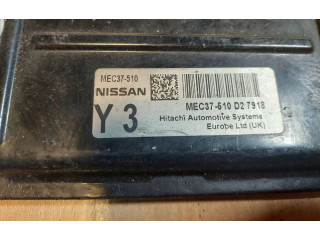 MEC37-510
NISSAN
MEC37-510 D2 7918
Y 3
Hitachi Automotive Systems
Europe Ltd (UK)